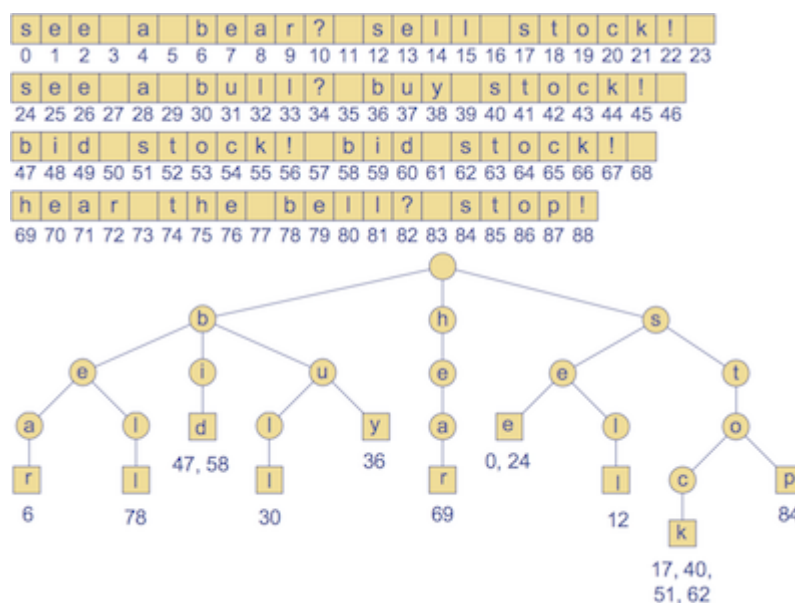 s e e a b e a r ? s e l l s t o c k !
0 1 2 3 4 5 6 7 8 9 10 11 12 13 14 15 16 17 18 19 20 21 22 23
s e e a b u l l ? b u y s t o c k !
24 25 26 27 28 29 30 31 32 33 34 35 36 37 38 39 40 41 42 43 44 45 46
b i d s t o c k ! b i d s t o c k !
47 48 49 50 51 52 53 54 55 56 57 58 59 60 61 62 63 64 65 66 67 68
h e a r t h e b e l l ? s t o p !
69 70 71 72 73 74 75 76 77 78 79 80 81 82 83 84 85 86 87 88
b h s
e i u e e t
a l d l y a e l o
47, 58 36 0, 24
r l l r l c p
6 78 30 69 12 84
k
17, 40,
51, 62